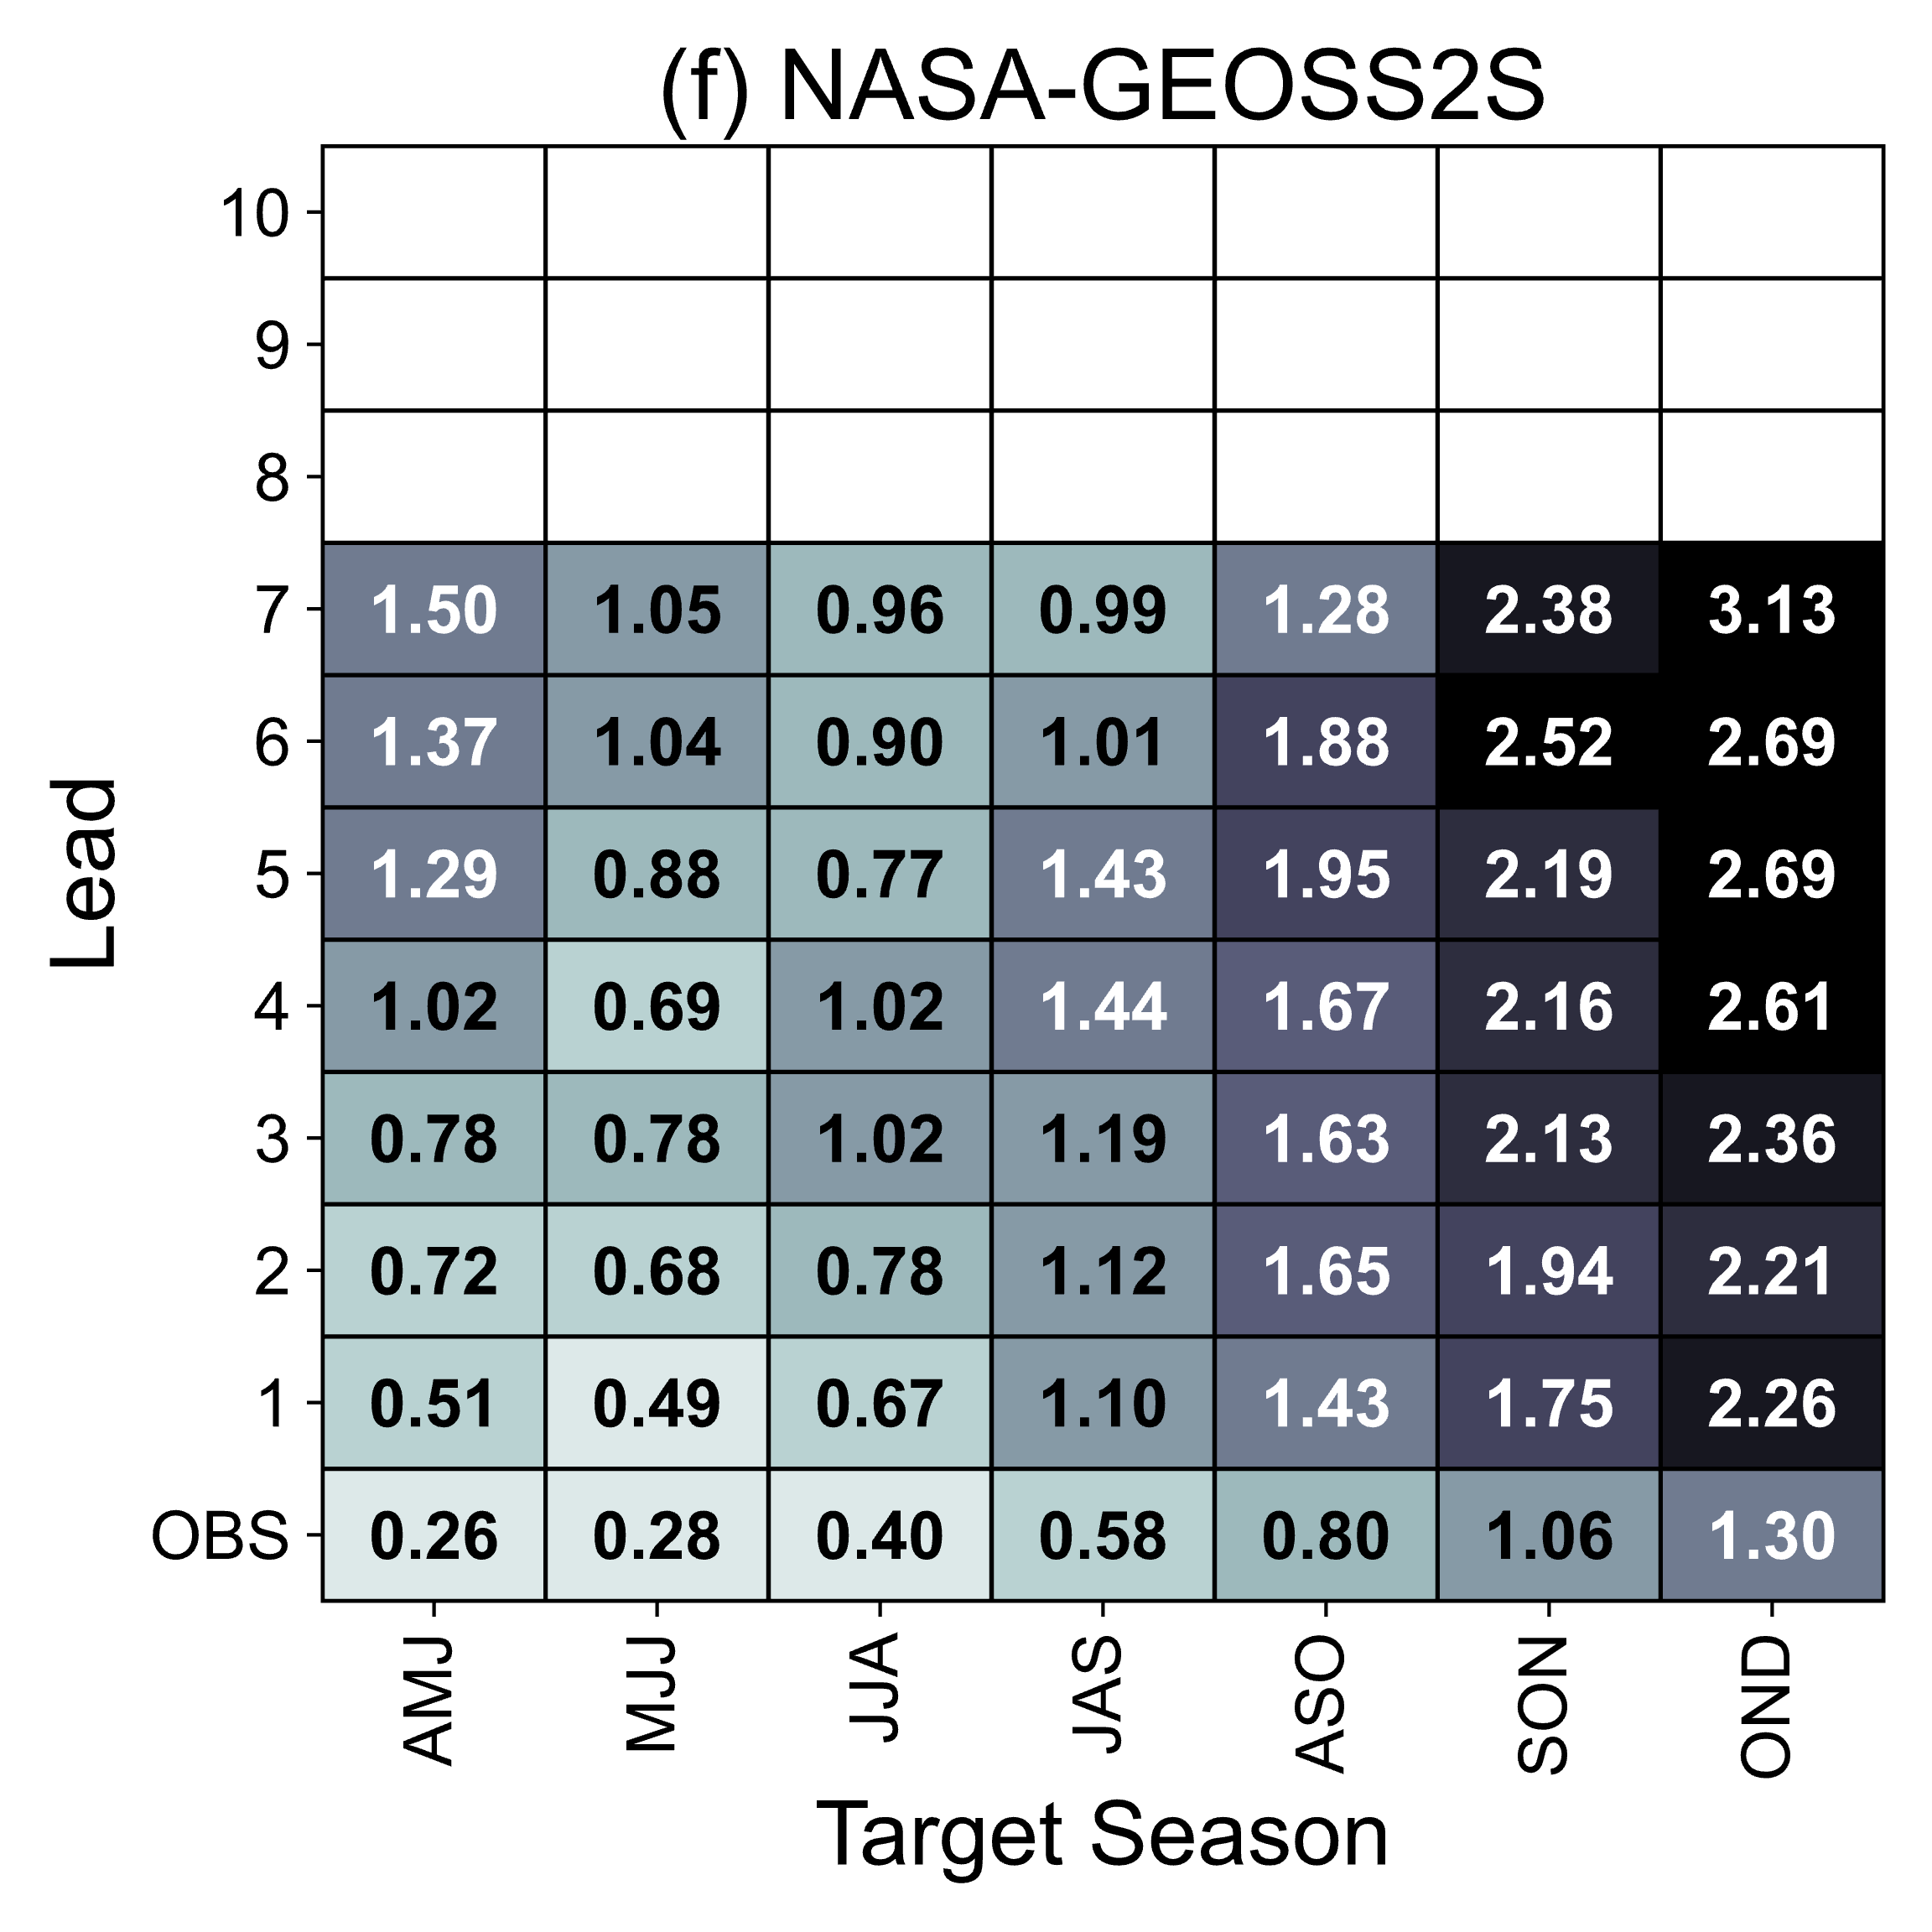 (f) NASA-GEOSS2S
10
9
8
7 1.50 1.05 0.96 0.99 1.28 2.38 3.13
6 1.37 1.04 0.90 1.01 1.88 2.52 2.69
5 1.29 0.88 0.77 1.43 1.95 2.19 2.69
4 1.02 0.69 1.02 1.44 1.67 2.16 2.61
3 0.78 0.78 1.02 1.19 1.63 2.13 2.36
2 0.72 0.68 0.78 1.12 1.65 1.94 2.21
1 0.51 0.49 0.67 1.10 1.43 1.75 2.26
OBS 0.26 0.28 0.40 0.58 0.80 1.06 1.30
AMJ MJJ JJA JAS ASO SON OND
Target Season
Lead